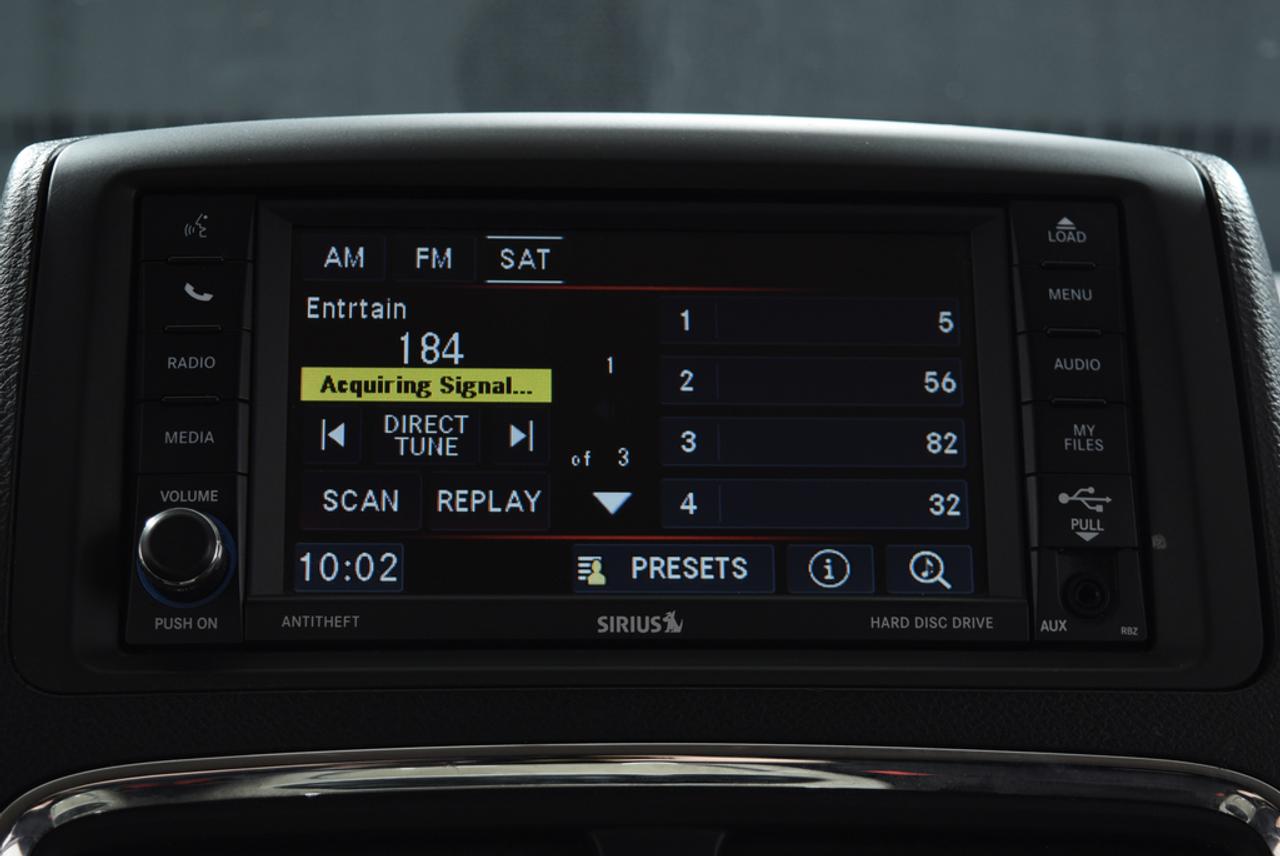 AM FM SAT
Entrtain
184
Acquiring Signal...
DIRECT
TUNE
SCAN REPLAY
1
of 3
1 5
2 56
3 82
4 32
10:02 PRESETS i
RADIO
MEDIA
VOLUME
PUSH ON
ANTITHEFT SIRIUS HARD DISC DRIVE
LOAD
MENU
AUDIO
MY
FILES
PULL
AUX RBZ